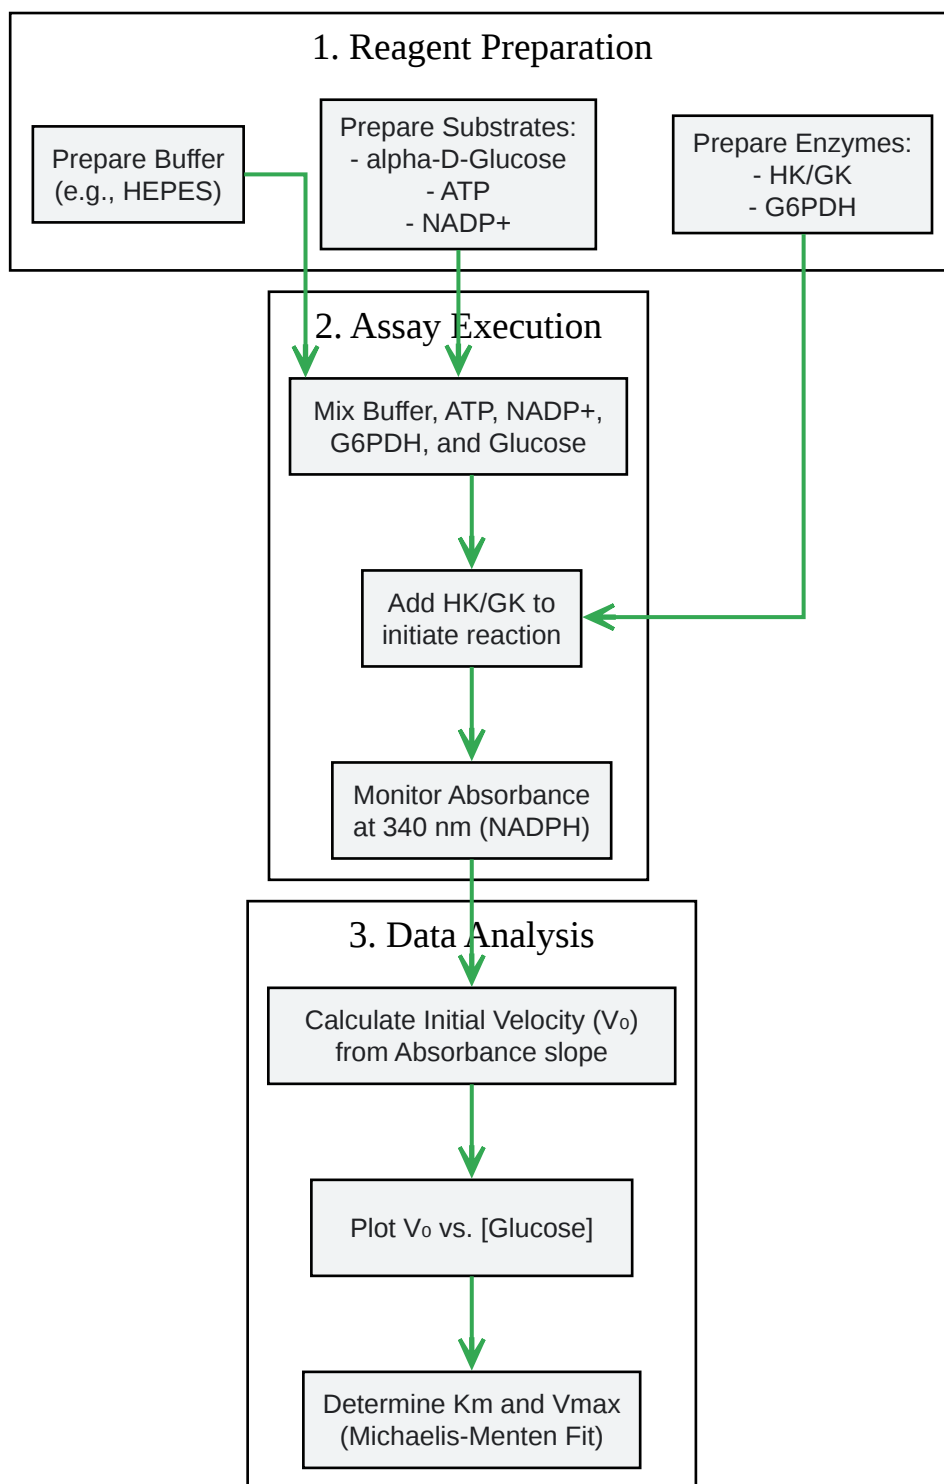 1. Reagent Preparation
Prepare Buffer
(e.g., HEPES)
Prepare Substrates:
- alpha-D-Glucose
- ATP
- NADP+
Prepare Enzymes:
- HK/GK
- G6PDH
2. Assay Execution
Mix Buffer, ATP, NADP+,
G6PDH, and Glucose
Add HK/GK to
initiate reaction
Monitor Absorbance
at 340 nm (NADPH)
3. Data Analysis
Calculate Initial Velocity (V₀)
from Absorbance slope
Plot V₀ vs. [Glucose]
Determine Km and Vmax
(Michaelis-Menten Fit)